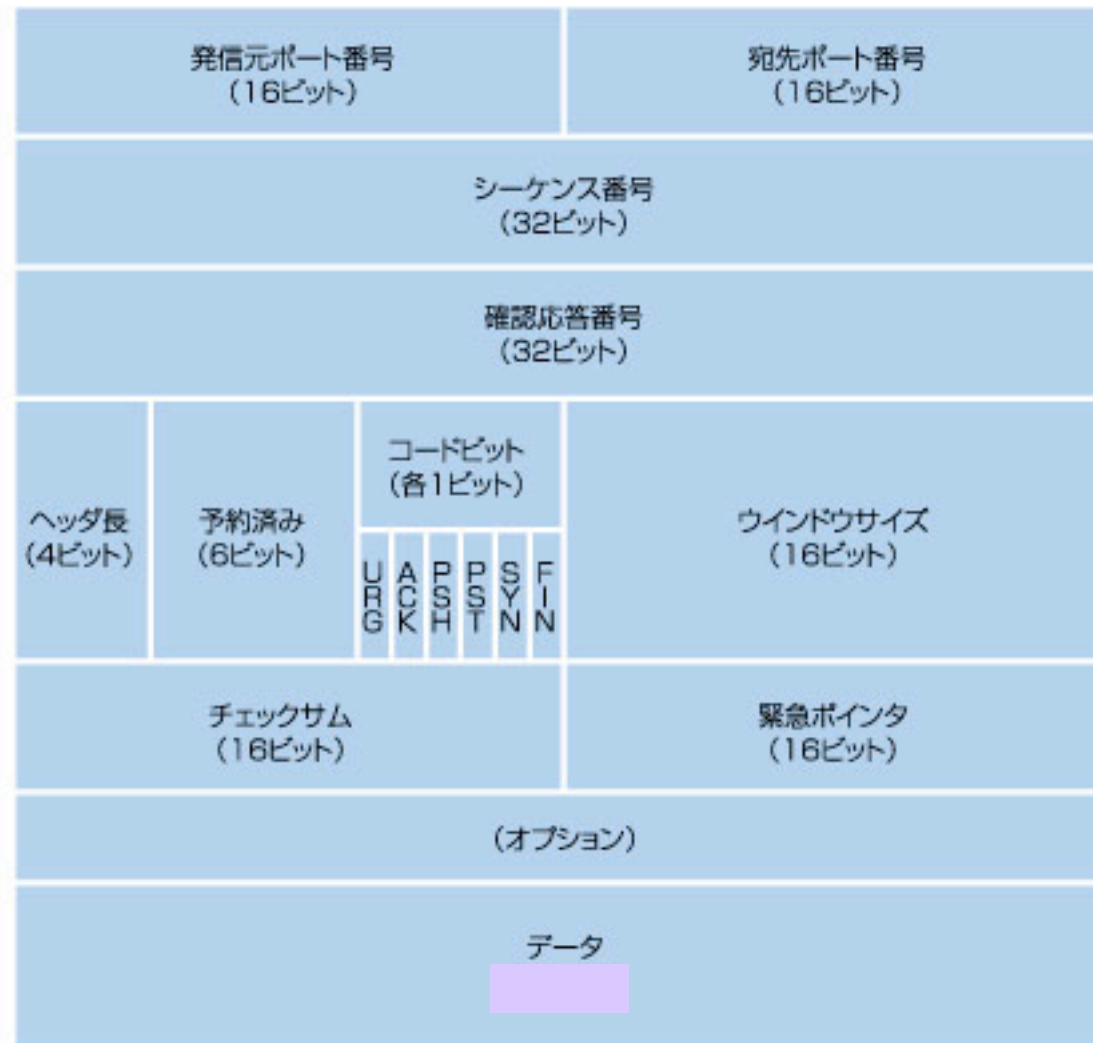 発信元ポート番号
(16ビット)
宛先ポート番号
(16ビット)
シーケンス番号
(32ビット)
確認応答番号
(32ビット)
ヘッダ長
(4ビット)
予約済み
(6ビット)
コードビット
(各1ビット)
URG
ACK
PSH
PST
SYN
FIN
ウインドウサイズ
(16ビット)
チェックサム
(16ビット)
緊急ポインタ
(16ビット)
(オプション)
データ